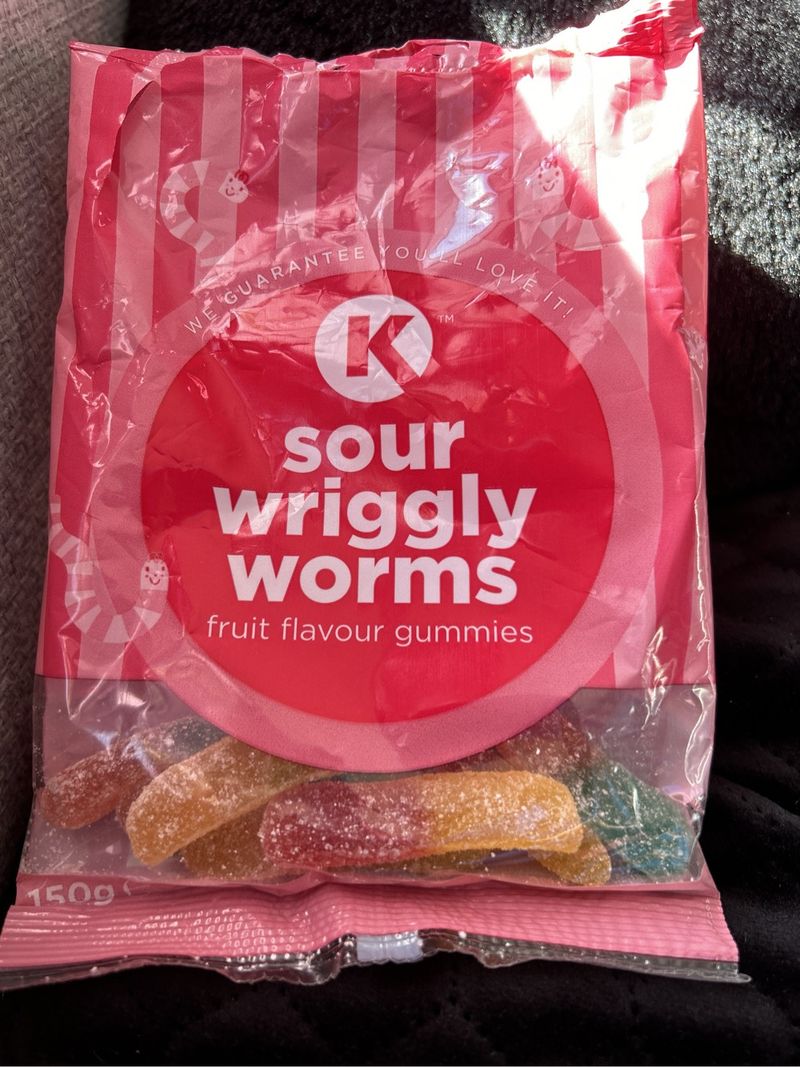 WE GUARANTEE YOU'LL LOVE IT!
K™
sour
wriggly
worms
fruit flavour gummies
150g